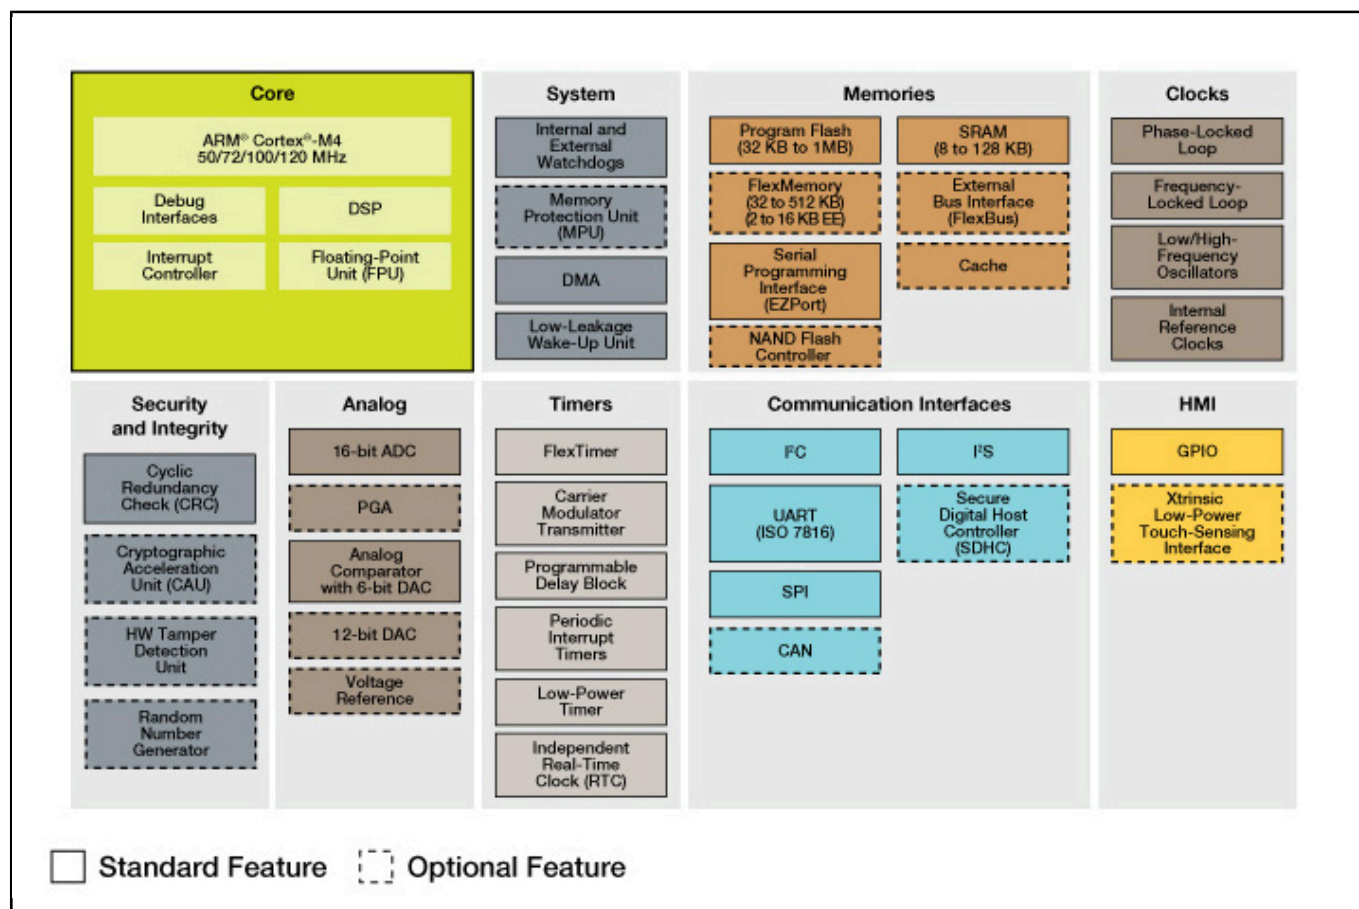 Core
ARM® Cortex®-M4
50/72/100/120 MHz
Debug
Interfaces
DSP
Interrupt
Controller
Floating-Point
Unit (FPU)
System
Internal and
External
Watchdogs
Memory
Protection Unit
(MPU)
DMA
Low-Leakage
Wake-Up Unit
Memories
Program Flash
(32 KB to 1MB)
SRAM
(8 to 128 KB)
FlexMemory
(32 to 512 KB)
(2 to 16 KB EE)
External
Bus Interface
(FlexBus)
Serial
Programming
Interface
(EZPort)
Cache
NAND Flash
Controller
Clocks
Phase-Locked
Loop
Frequency-
Locked Loop
Low/High-
Frequency
Oscillators
Internal
Reference
Clocks
Security
and Integrity
Cyclic
Redundancy
Check (CRC)
Cryptographic
Acceleration
Unit (CAU)
HW Tamper
Detection
Unit
Random
Number
Generator
Analog
16-bit ADC
PGA
Analog
Comparator
with 6-bit DAC
12-bit DAC
Voltage
Reference
Timers
FlexTimer
Carrier
Modulator
Transmitter
Programmable
Delay Block
Periodic
Interrupt
Timers
Low-Power
Timer
Independent
Real-Time
Clock (RTC)
Communication Interfaces
I²C
I²S
UART
(ISO 7816)
Secure
Digital Host
Controller
(SDHC)
SPI
CAN
HMI
GPIO
Xtrinsic
Low-Power
Touch-Sensing
Interface
Standard Feature
Optional Feature